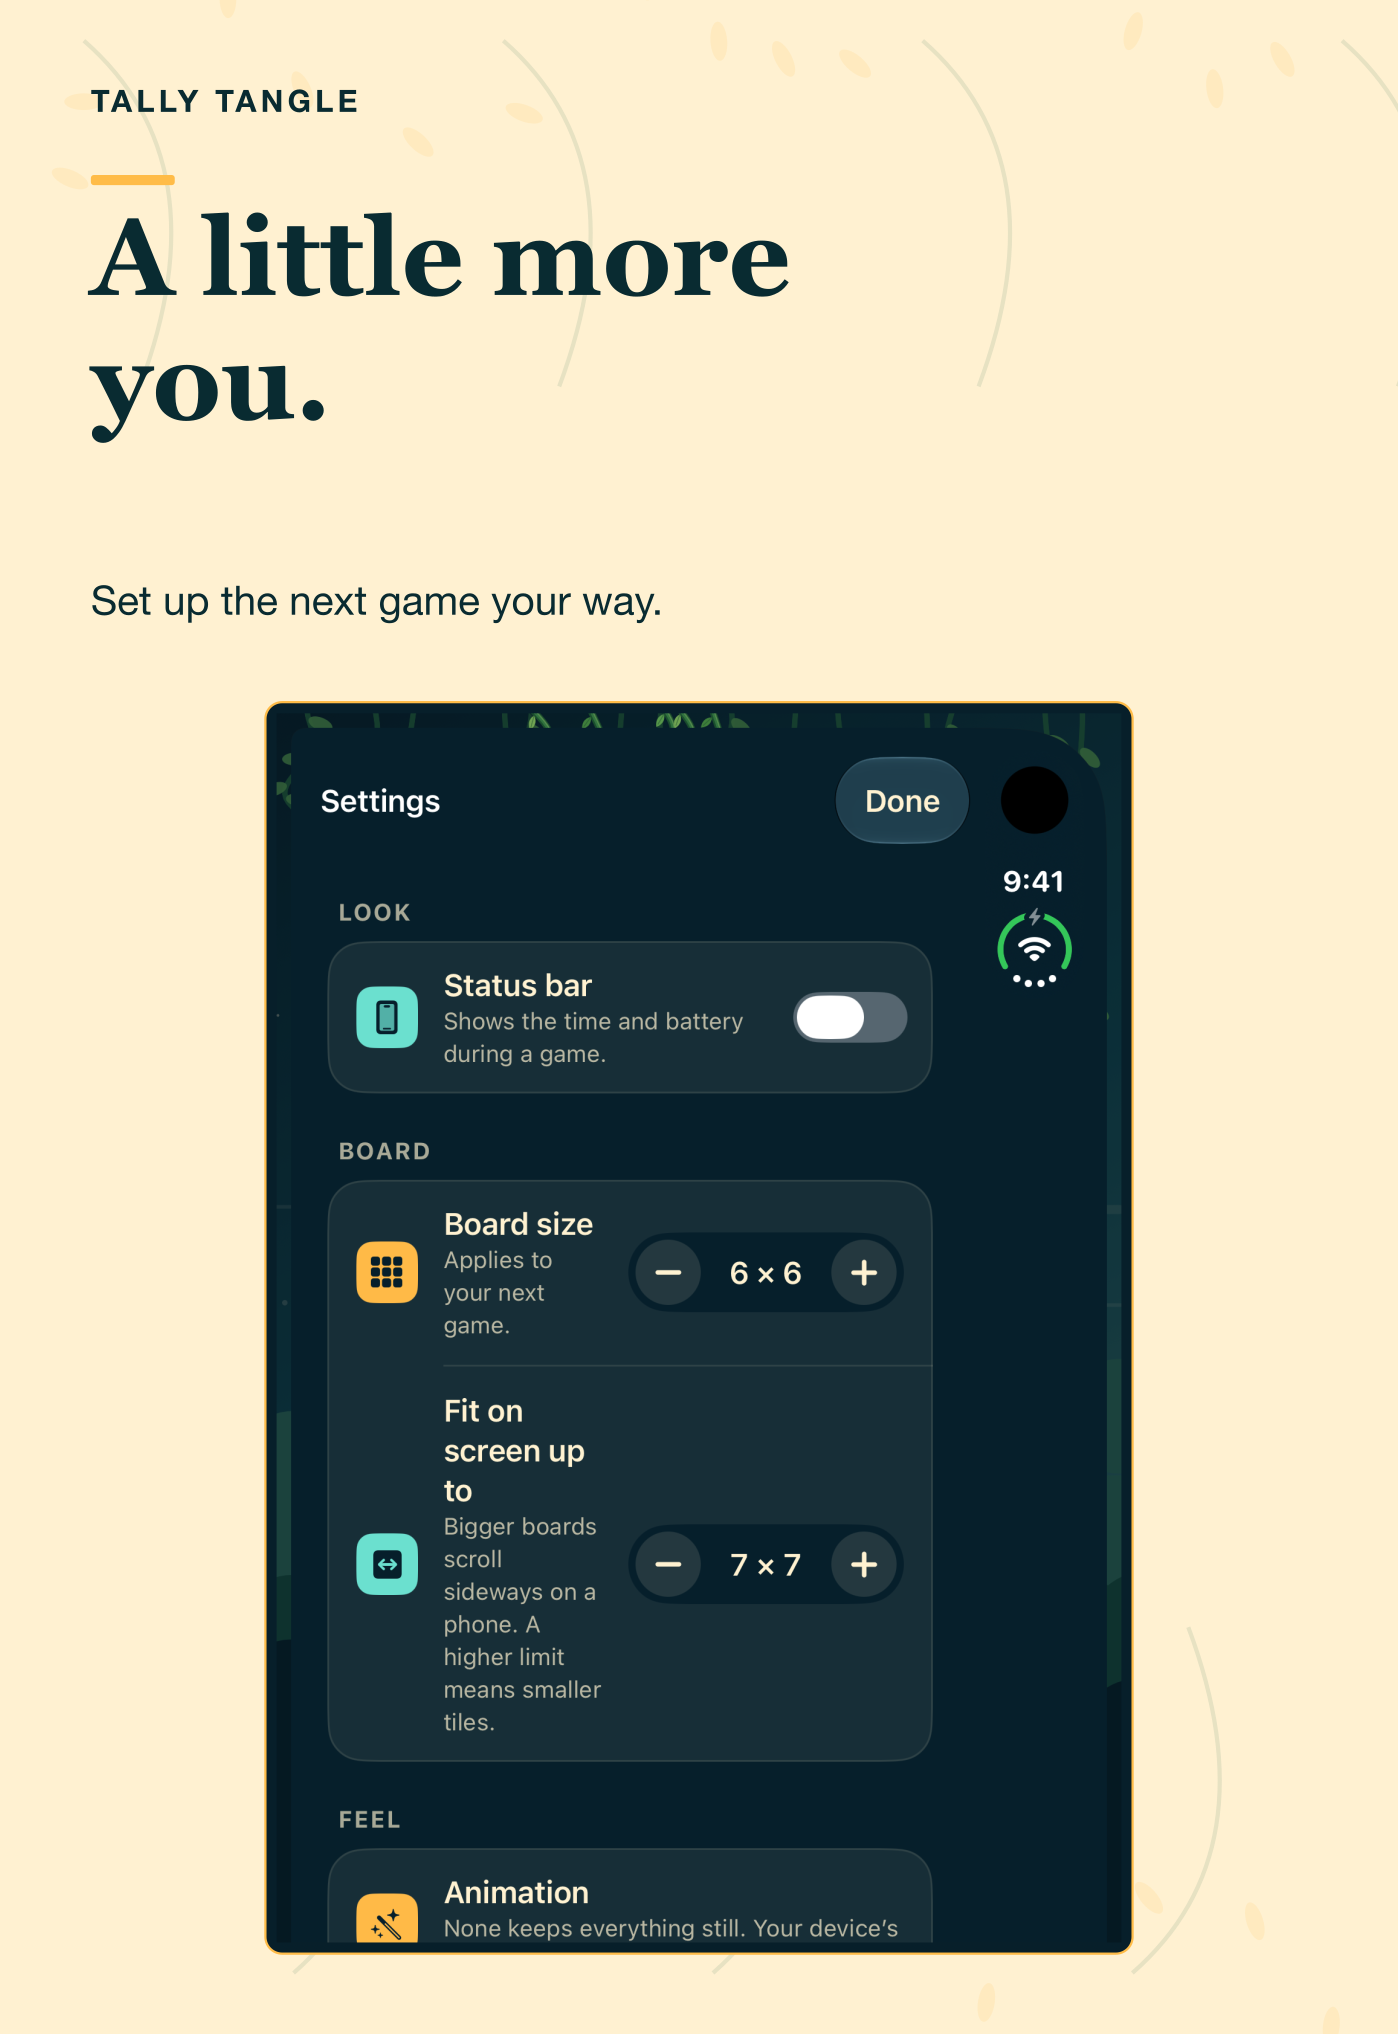 TALLY TANGLE
A little more
you.
Set up the next game your way.
Settings
Done
9:41
LOOK
Status bar
Shows the time and battery
during a game.
BOARD
Board size
Applies to
your next
game.
6 × 6
Fit on
screen up
to
Bigger boards
scroll
sideways on a
phone. A
higher limit
means smaller
tiles.
7 × 7
FEEL
Animation
None keeps everything still. Your device’s